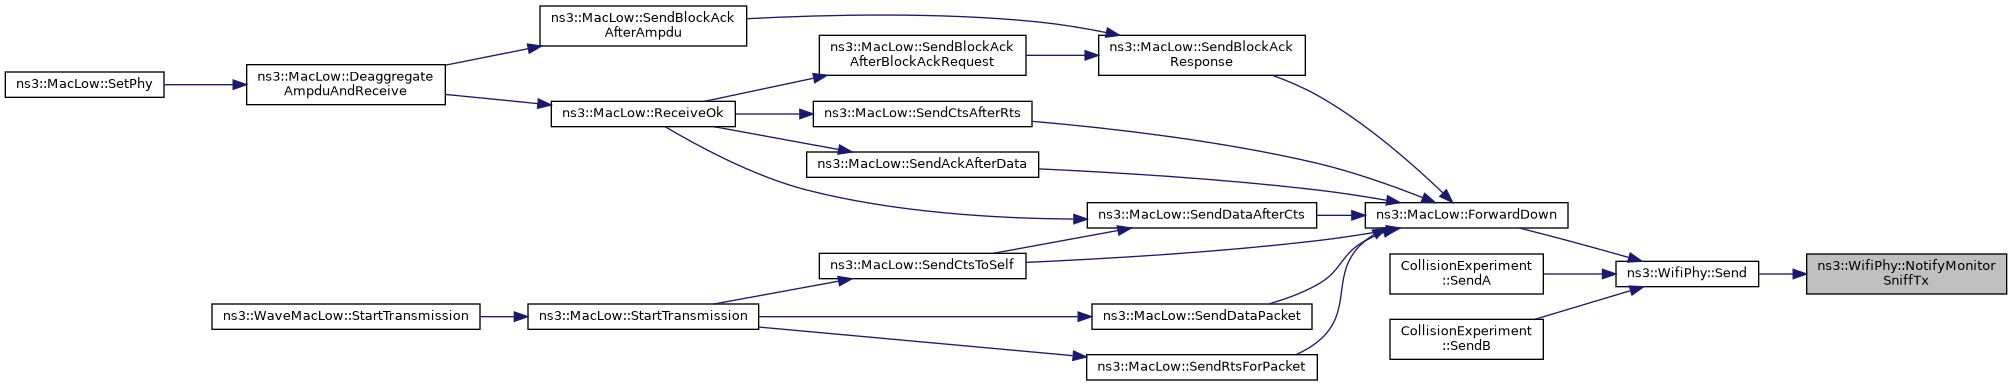 ns3::MacLow::SendBlockAck
AfterAmpdu
ns3::MacLow::SendBlockAck
AfterBlockAckRequest
ns3::MacLow::SendBlockAck
Response
ns3::MacLow::SetPhy
ns3::MacLow::Deaggregate
AmpduAndReceive
ns3::MacLow::ReceiveOk
ns3::MacLow::SendCtsAfterRts
ns3::MacLow::SendAckAfterData
ns3::MacLow::SendDataAfterCts
ns3::MacLow::ForwardDown
ns3::MacLow::SendCtsToSelf
CollisionExperiment
::SendA
ns3::WifiPhy::Send
ns3::WifiPhy::NotifyMonitor
SniffTx
ns3::WaveMacLow::StartTransmission
ns3::MacLow::StartTransmission
ns3::MacLow::SendDataPacket
CollisionExperiment
::SendB
ns3::MacLow::SendRtsForPacket